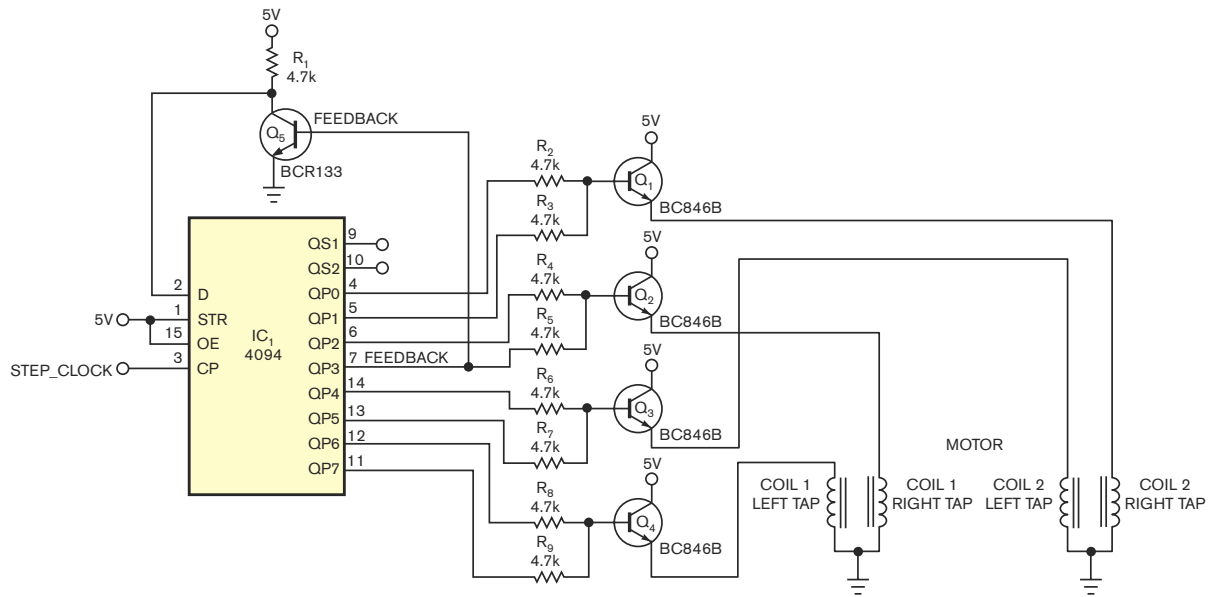 5V
R1
4.7k
FEEDBACK
Q5
BCR133
5V
R2
4.7k
Q1
BC846B
R3
4.7k
QS1
9
QS2
10
QP0
4
QP1
5
QP2
6
QP3
7 FEEDBACK
QP4
14
QP5
13
QP6
12
QP7
11
2
D
5V
1
STR
15
OE
STEP_CLOCK
3
CP
IC1
4094
5V
R4
4.7k
Q2
BC846B
R5
4.7k
5V
R6
4.7k
Q3
BC846B
R7
4.7k
5V
R8
4.7k
Q4
BC846B
R9
4.7k
MOTOR
COIL 1
LEFT TAP
COIL 1
RIGHT TAP
COIL 2
LEFT TAP
COIL 2
RIGHT TAP